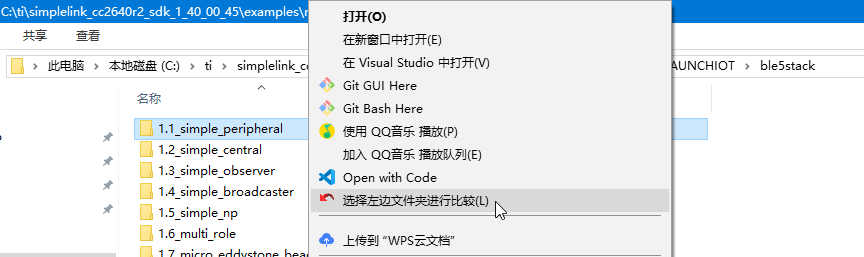 C:\ti\simplelink_cc2640r2_sdk_1_40_00_45\examples\r
共享 查看
此电脑 本地磁盘 (C:) ti simplelink_cc AUNCHIOT ble5stack
名称
1.1_simple_peripheral
1.2_simple_central
1.3_simple_observer
1.4_simple_broadcaster
1.5_simple_np
1.6_multi_role
1.7_micro_eddystone_bea
打开(O)
在新窗口中打开(E)
在 Visual Studio 中打开(V)
Git GUI Here
Git Bash Here
使用 QQ音乐 播放(P)
加入 QQ音乐 播放队列(E)
Open with Code
选择左边文件夹进行比较(L)
上传到 “WPS云文档”